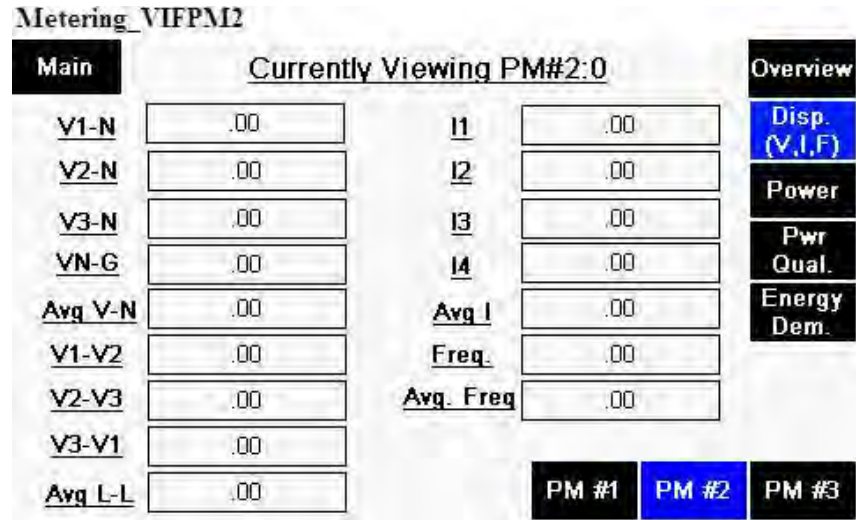 Metering_VIFPM2
Main
Currently Viewing PM#2:0
Overview
V1-N .00 I1 .00
Disp.
(V,I,F)
V2-N .00 I2 .00
Power
V3-N .00 I3 .00
Pwr
Qual.
VN-G .00 I4 .00
Energy
Dem.
Avg V-N .00 Avg I .00
V1-V2 .00 Freq. .00
V2-V3 .00 Avg. Freq .00
V3-V1 .00
Avg L-L .00
PM #1 PM #2 PM #3